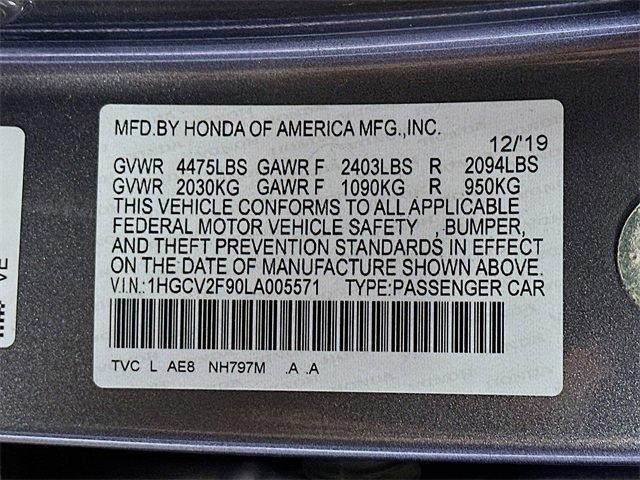 MFD.BY HONDA OF AMERICA MFG.,INC.
12/'19
GVWR 4475LBS GAWR F 2403LBS R 2094LBS
GVWR 2030KG GAWR F 1090KG R 950KG
THIS VEHICLE CONFORMS TO ALL APPLICABLE
FEDERAL MOTOR VEHICLE SAFETY , BUMPER,
AND THEFT PREVENTION STANDARDS IN EFFECT
ON THE DATE OF MANUFACTURE SHOWN ABOVE.
V.I.N.:1HGCV2F90LA005571 TYPE:PASSENGER CAR
TVC L AE8 NH797M .A .A
VE